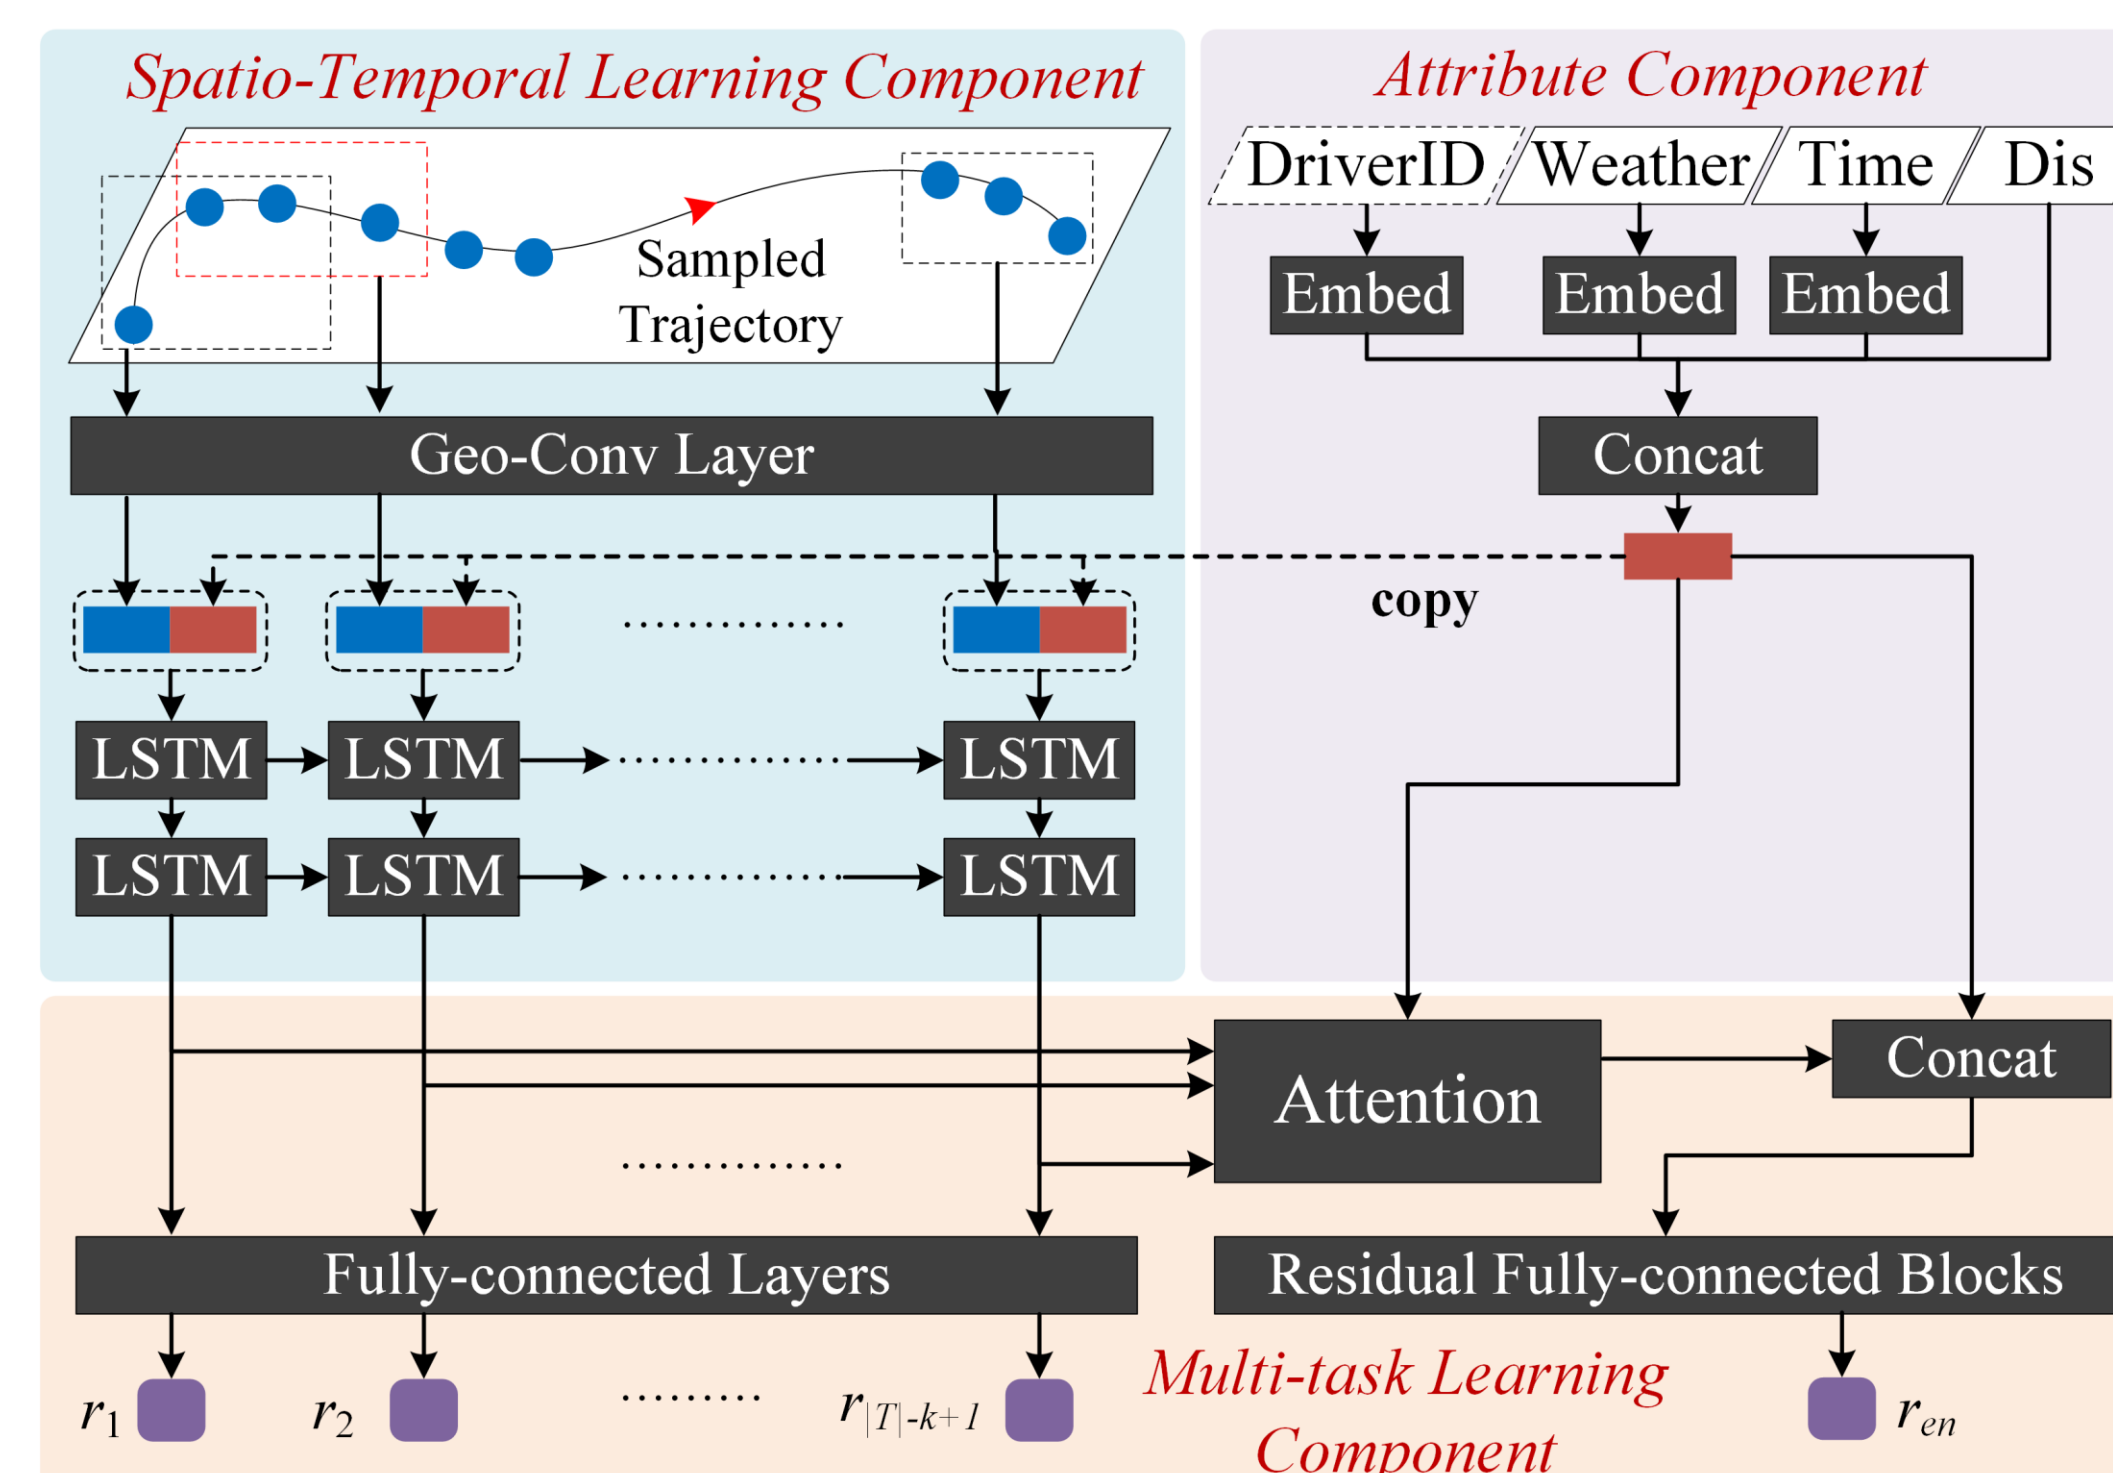 Spatio-Temporal Learning Component
Sampled
Trajectory
Geo-Conv Layer
LSTM LSTM .............. LSTM
LSTM LSTM .............. LSTM
Attribute Component
DriverID Weather Time Dis
Embed Embed Embed
Concat
copy
Attention
Concat
Fully-connected Layers
Residual Fully-connected Blocks
r1 r2 ......... r|T|-k+1
ren
Multi-task Learning
Component